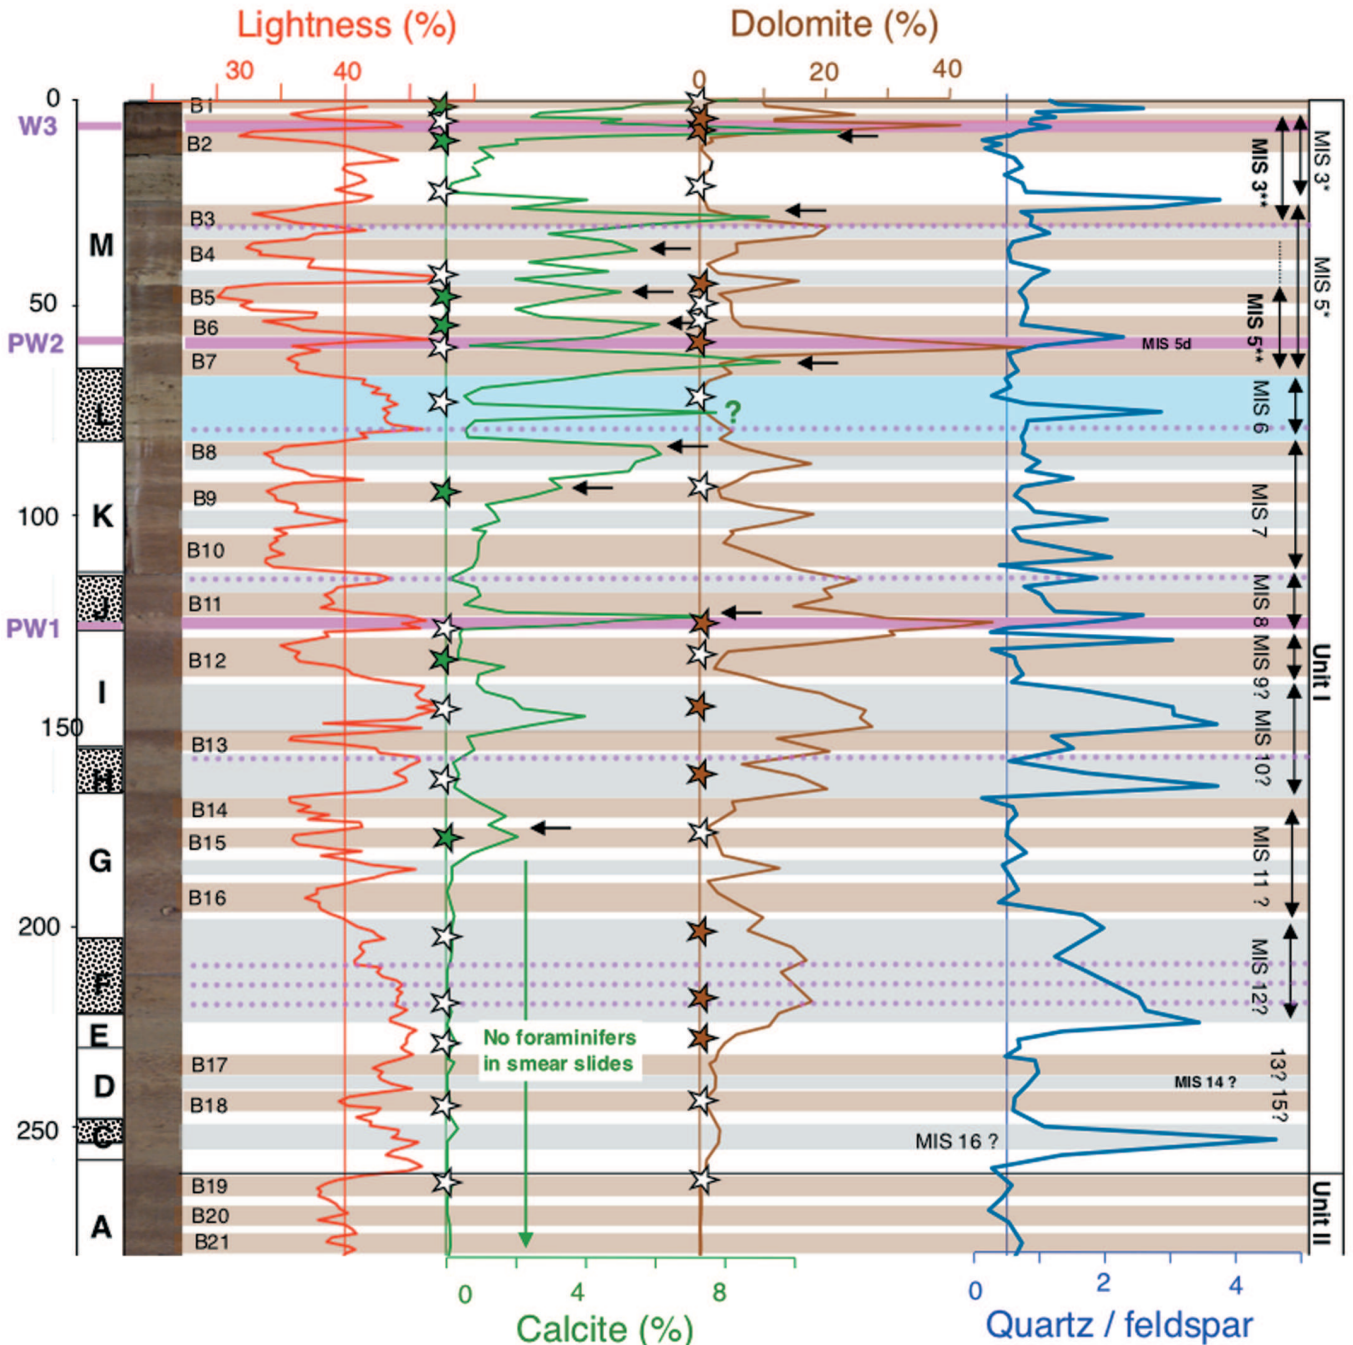 Lightness (%)
Dolomite (%)
30 40 0 20 40
0
B1
W3
B2
MIS 3**
MIS 3*
B3
M
B4
50
B5
MIS 5*
B6
MIS 5**
PW2
MIS 5d
B7
L
?
MIS 6
B8
B9
K
100
MIS 7
B10
J
B11
MIS 8
PW1
B12
MIS 9?
Unit I
I
150
B13
MIS 10?
H
B14
G
B15
MIS 11 ?
B16
200
F
MIS 12?
E
No foraminifers
in smear slides
B17
13? 15?
D
MIS 14 ?
B18
250
C
MIS 16 ?
B19
A
B20
Unit II
B21
0 4 8
0 2 4
Calcite (%)
Quartz / feldspar